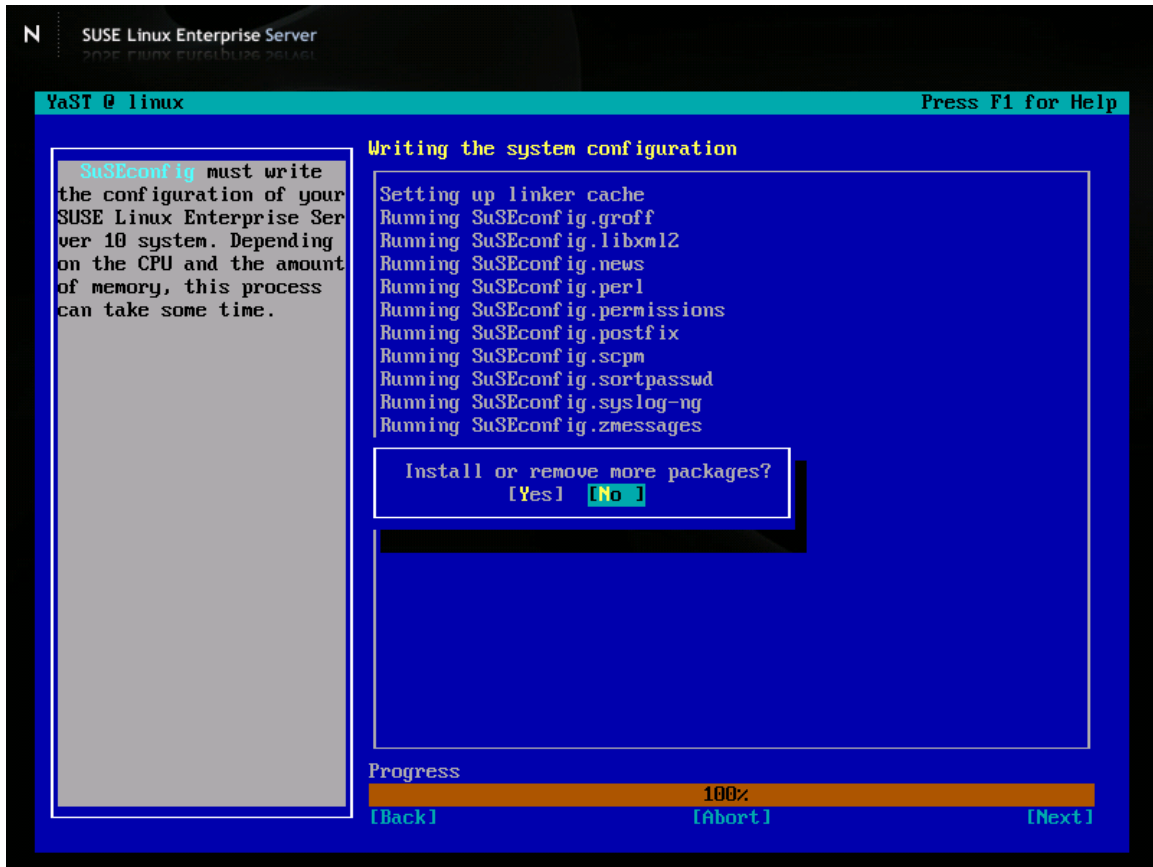 N SUSE Linux Enterprise Server
YaST @ linux Press F1 for Help
SuSEconfig must write
the configuration of your
SUSE Linux Enterprise Ser
ver 10 system. Depending
on the CPU and the amount
of memory, this process
can take some time.
Writing the system configuration
Setting up linker cache
Running SuSEconfig.groff
Running SuSEconfig.libxml2
Running SuSEconfig.news
Running SuSEconfig.perl
Running SuSEconfig.permissions
Running SuSEconfig.postfix
Running SuSEconfig.scpm
Running SuSEconfig.sortpasswd
Running SuSEconfig.syslog-ng
Running SuSEconfig.zmessages
Install or remove more packages?
[Yes] [No ]
Progress
100%
[Back] [Abort] [Next]